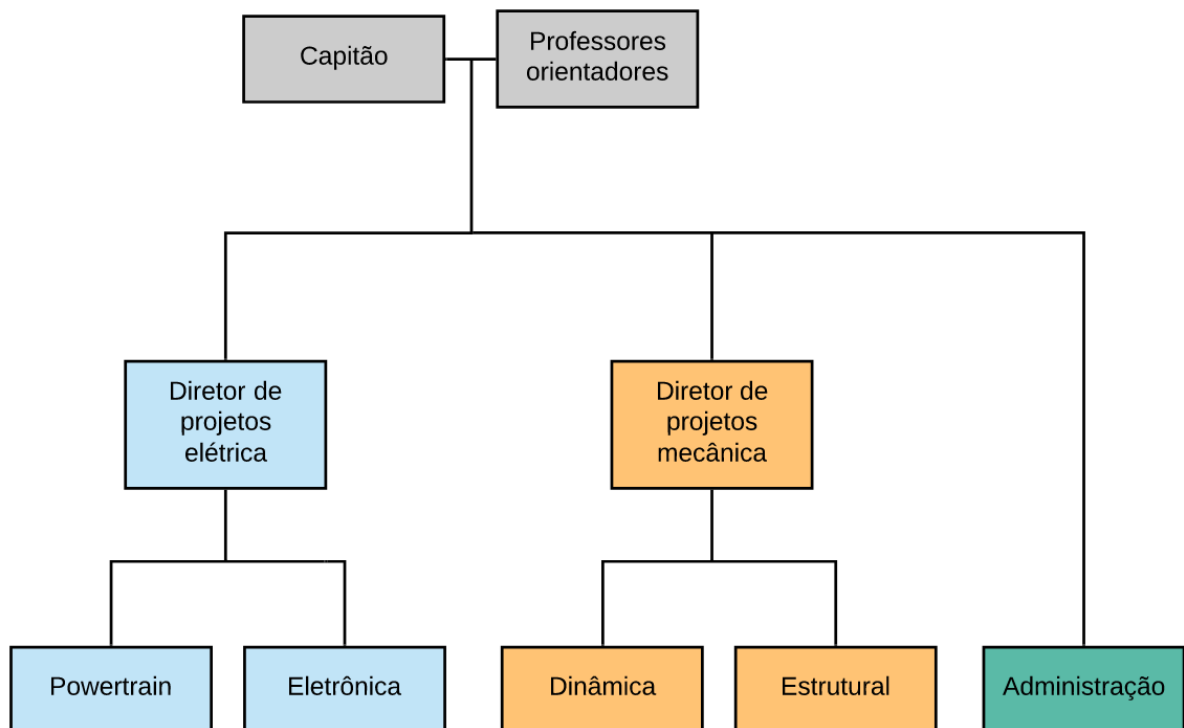 Capitão
Professores
orientadores
Diretor de
projetos
elétrica
Diretor de
projetos
mecânica
Powertrain
Eletrônica
Dinâmica
Estrutural
Administração